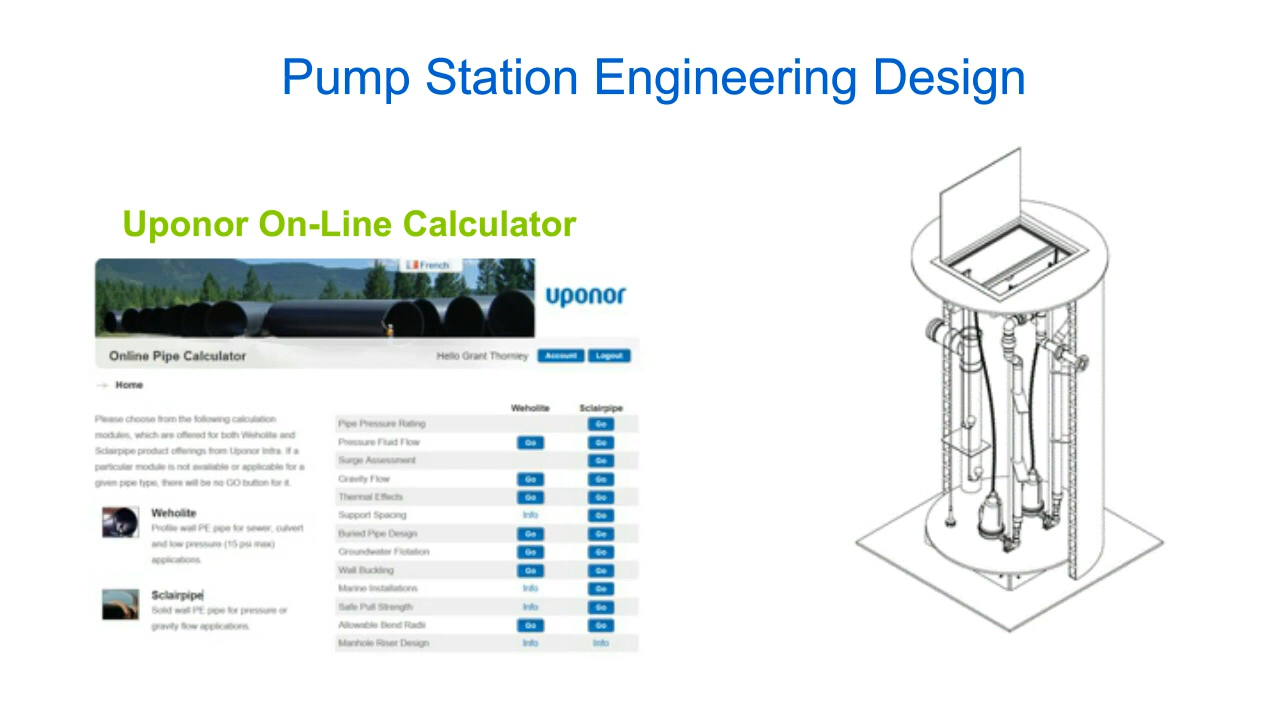 Pump Station Engineering Design
Uponor On-Line Calculator
French
uponor
Online Pipe Calculator
Hello Grant Thornley
Account
Logout
Home
Please choose from the following calculation
modules, which are offered for both Weholite and
Sclairpipe product offerings from Uponor Infra. If a
particular module is not available or applicable for a
given pipe type, there will be no GO button for it.
Weholite
Profile wall PE pipe for sewer, culvert
and low pressure (15 psi max)
applications.
Sclairpipe
Solid wall PE pipe for pressure or
gravity flow applications.
Weholite Sclairpipe
Pipe Pressure Rating Go
Pressure Fluid Flow Go Go
Surge Assessment Go
Gravity Flow Go Go
Thermal Effects Go Go
Support Spacing Info Go
Buried Pipe Design Go Go
Groundwater Flotation Go Go
Wall Buckling Go Go
Marine Installations Info Go
Safe Pull Strength Info Go
Allowable Bend Radii Go Go
Manhole Riser Design Info Info